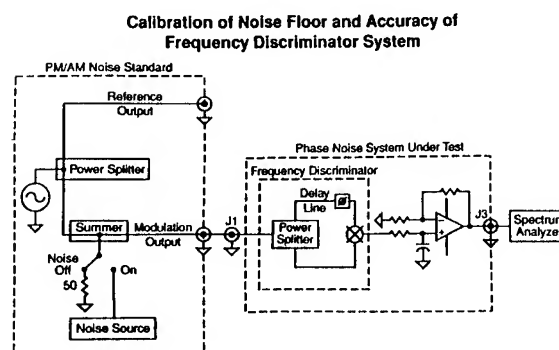 Calibration of Noise Floor and Accuracy of
Frequency Discriminator System
PM/AM Noise Standard
Reference
Output
Power Splitter
Summer
Modulation
Output
Noise
Off
50
On
Noise Source
J1
Phase Noise System Under Test
Frequency Discriminator
Delay
Line
ø
Power
Splitter
J3
Spectrum
Analyzer